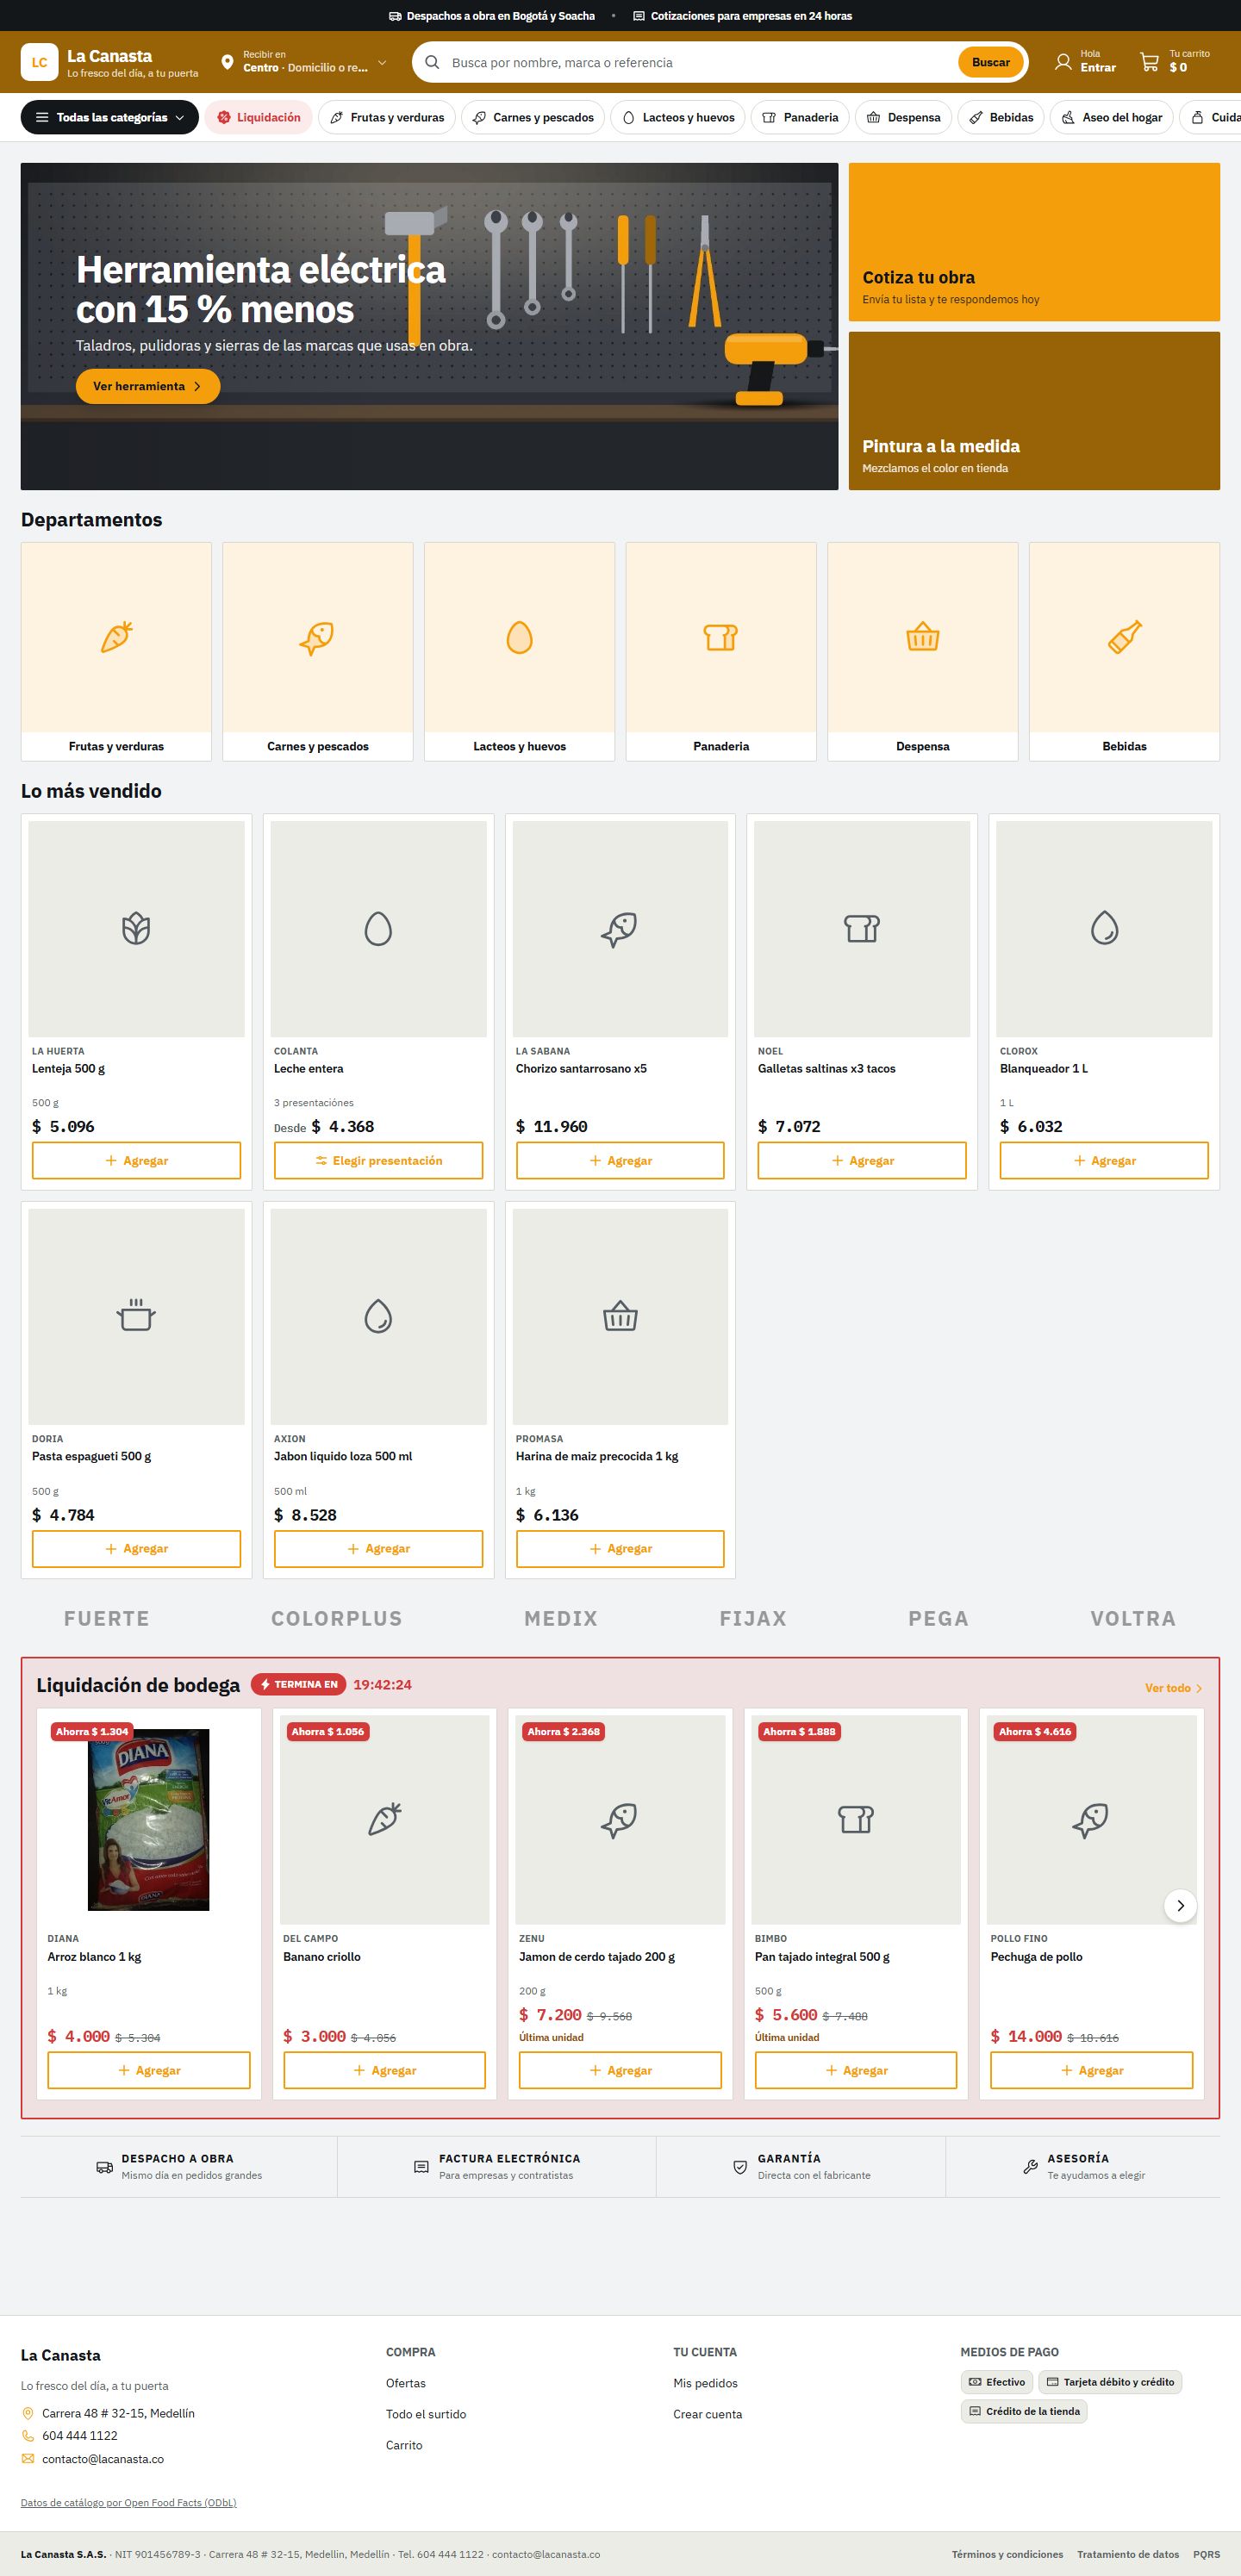 Despachos a obra en Bogotá y Soacha • Cotizaciones para empresas en 24 horas
LC
La Canasta
Lo fresco del día, a tu puerta
Recibir en
Centro · Domicilio o re...
Busca por nombre, marca o referencia
Buscar
Hola
Entrar
Tu carrito
$ 0
Todas las categorías
Liquidación
Frutas y verduras
Carnes y pescados
Lacteos y huevos
Panaderia
Despensa
Bebidas
Aseo del hogar
Cuida
Herramienta eléctrica
con 15 % menos
Taladros, pulidoras y sierras de las marcas que usas en obra.
Ver herramienta
Cotiza tu obra
Envía tu lista y te respondemos hoy
Pintura a la medida
Mezclamos el color en tienda
Departamentos
Frutas y verduras
Carnes y pescados
Lacteos y huevos
Panaderia
Despensa
Bebidas
Lo más vendido
LA HUERTA
Lenteja 500 g
500 g
$ 5.096
Agregar
COLANTA
Leche entera
3 presentaciónes
Desde $ 4.368
Elegir presentación
LA SABANA
Chorizo santarrosano x5
$ 11.960
Agregar
NOEL
Galletas saltinas x3 tacos
$ 7.072
Agregar
CLOROX
Blanqueador 1 L
1 L
$ 6.032
Agregar
DORIA
Pasta espagueti 500 g
500 g
$ 4.784
Agregar
AXION
Jabon liquido loza 500 ml
500 ml
$ 8.528
Agregar
PROMASA
Harina de maiz precocida 1 kg
1 kg
$ 6.136
Agregar
FUERTE COLORPLUS MEDIX FIJAX PEGA VOLTRA
Liquidación de bodega
TERMINA EN 19:42:24
Ver todo
Ahorra $ 1.304
DIANA
DIANA
Arroz blanco 1 kg
1 kg
$ 4.000 $ 5.304
Agregar
Ahorra $ 1.056
DEL CAMPO
Banano criollo
$ 3.000 $ 4.056
Agregar
Ahorra $ 2.368
ZENU
Jamon de cerdo tajado 200 g
200 g
$ 7.200 $ 9.568
Última unidad
Agregar
Ahorra $ 1.888
BIMBO
Pan tajado integral 500 g
500 g
$ 5.600 $ 7.488
Última unidad
Agregar
Ahorra $ 4.616
POLLO FINO
Pechuga de pollo
$ 14.000 $ 18.616
Agregar
DESPACHO A OBRA
Mismo día en pedidos grandes
FACTURA ELECTRÓNICA
Para empresas y contratistas
GARANTÍA
Directa con el fabricante
ASESORÍA
Te ayudamos a elegir
La Canasta
Lo fresco del día, a tu puerta
Carrera 48 # 32-15, Medellín
604 444 1122
contacto@lacanasta.co
COMPRA
Ofertas
Todo el surtido
Carrito
TU CUENTA
Mis pedidos
Crear cuenta
MEDIOS DE PAGO
Efectivo
Tarjeta débito y crédito
Crédito de la tienda
Datos de catálogo por Open Food Facts (ODbL)
La Canasta S.A.S. · NIT 901456789-3 · Carrera 48 # 32-15, Medellin, Medellín · Tel. 604 444 1122 · contacto@lacanasta.co
Términos y condiciones Tratamiento de datos PQRS